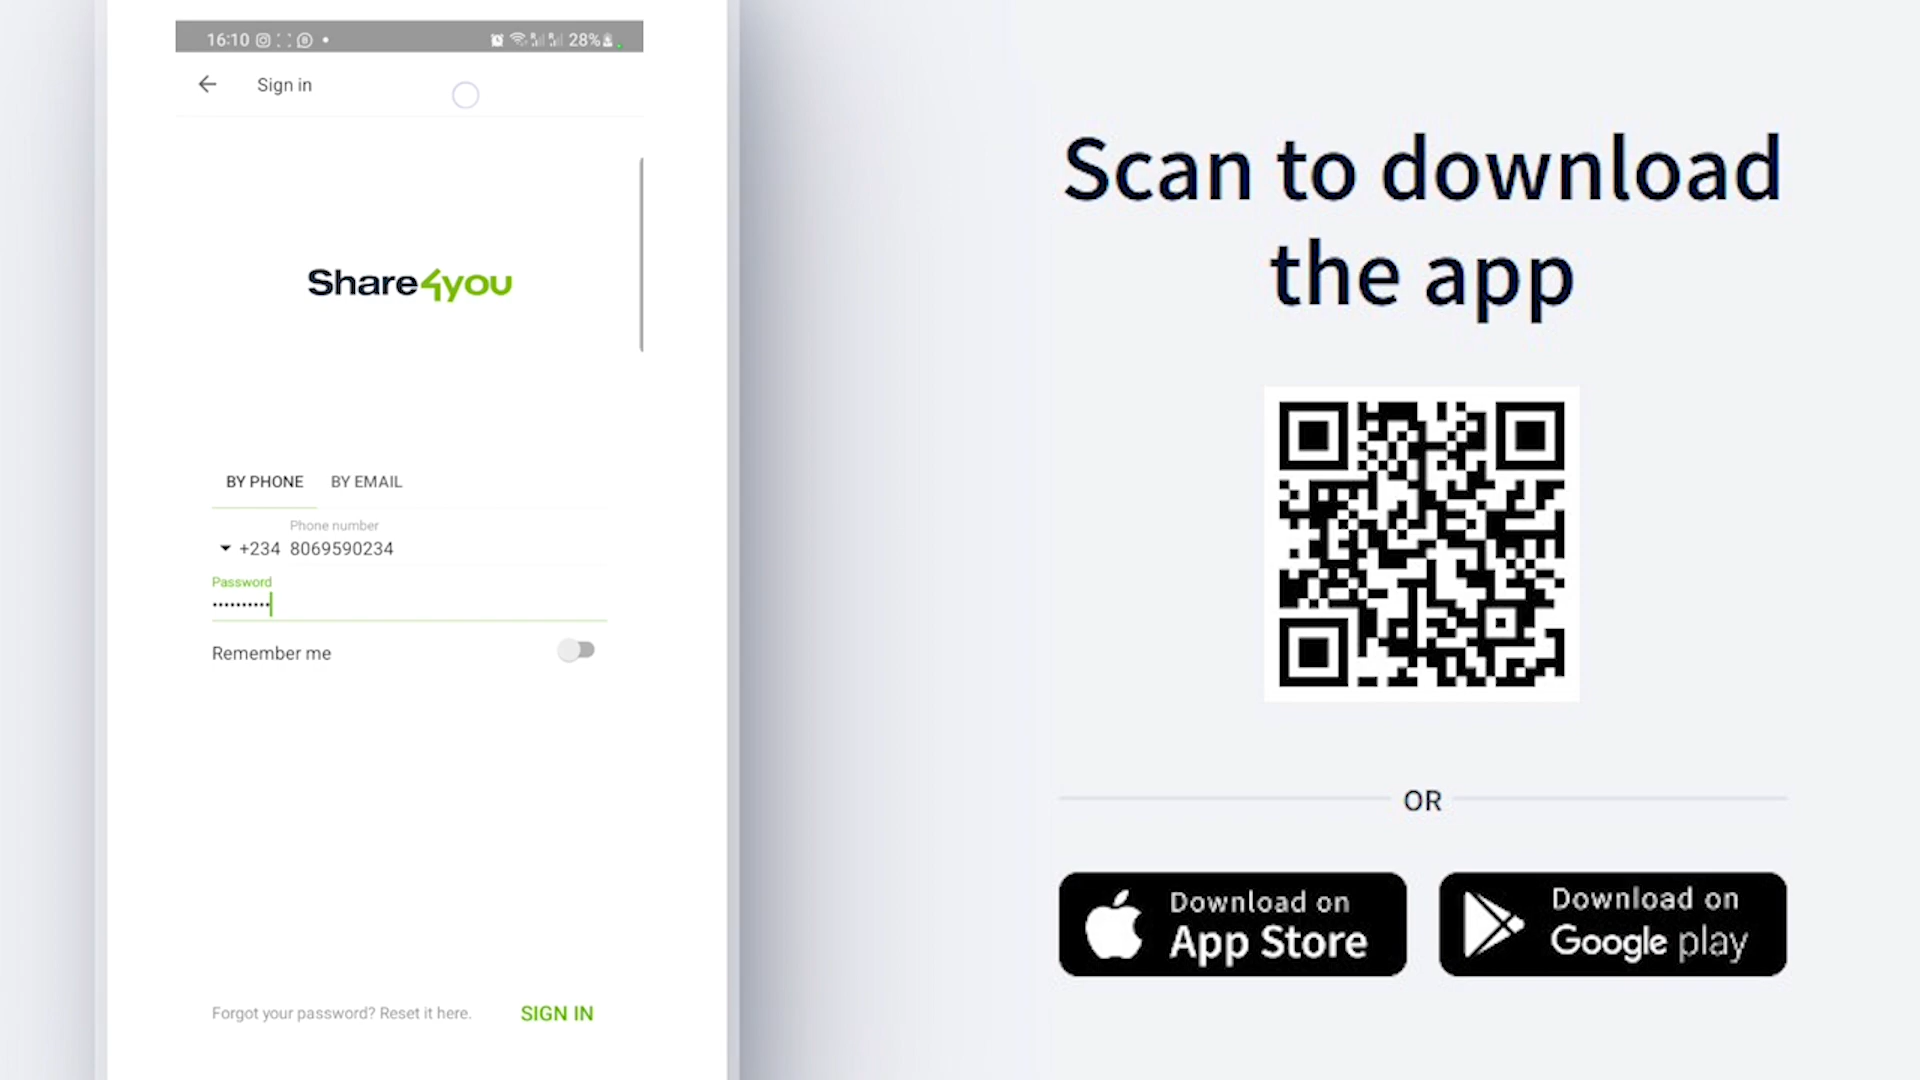 16:10
28%
Sign in
Share4you
BY PHONE BY EMAIL
Phone number
+234 8069590234
Password
••••••••••
Remember me
Forgot your password? Reset it here. SIGN IN
Scan to download
the app
OR
Download on
App Store
Download on
Google play